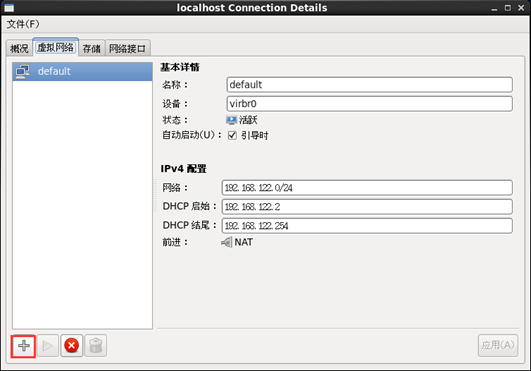 localhost Connection Details
文件(F)
概况 虚拟网络 存储 网络接口
default
基本详情
名称： default
设备： virbr0
状态： 活跃
自动启动(U)： 引导时
IPv4 配置
网络： 192.168.122.0/24
DHCP 启始： 192.168.122.2
DHCP 结尾： 192.168.122.254
前进： NAT
应用(A)